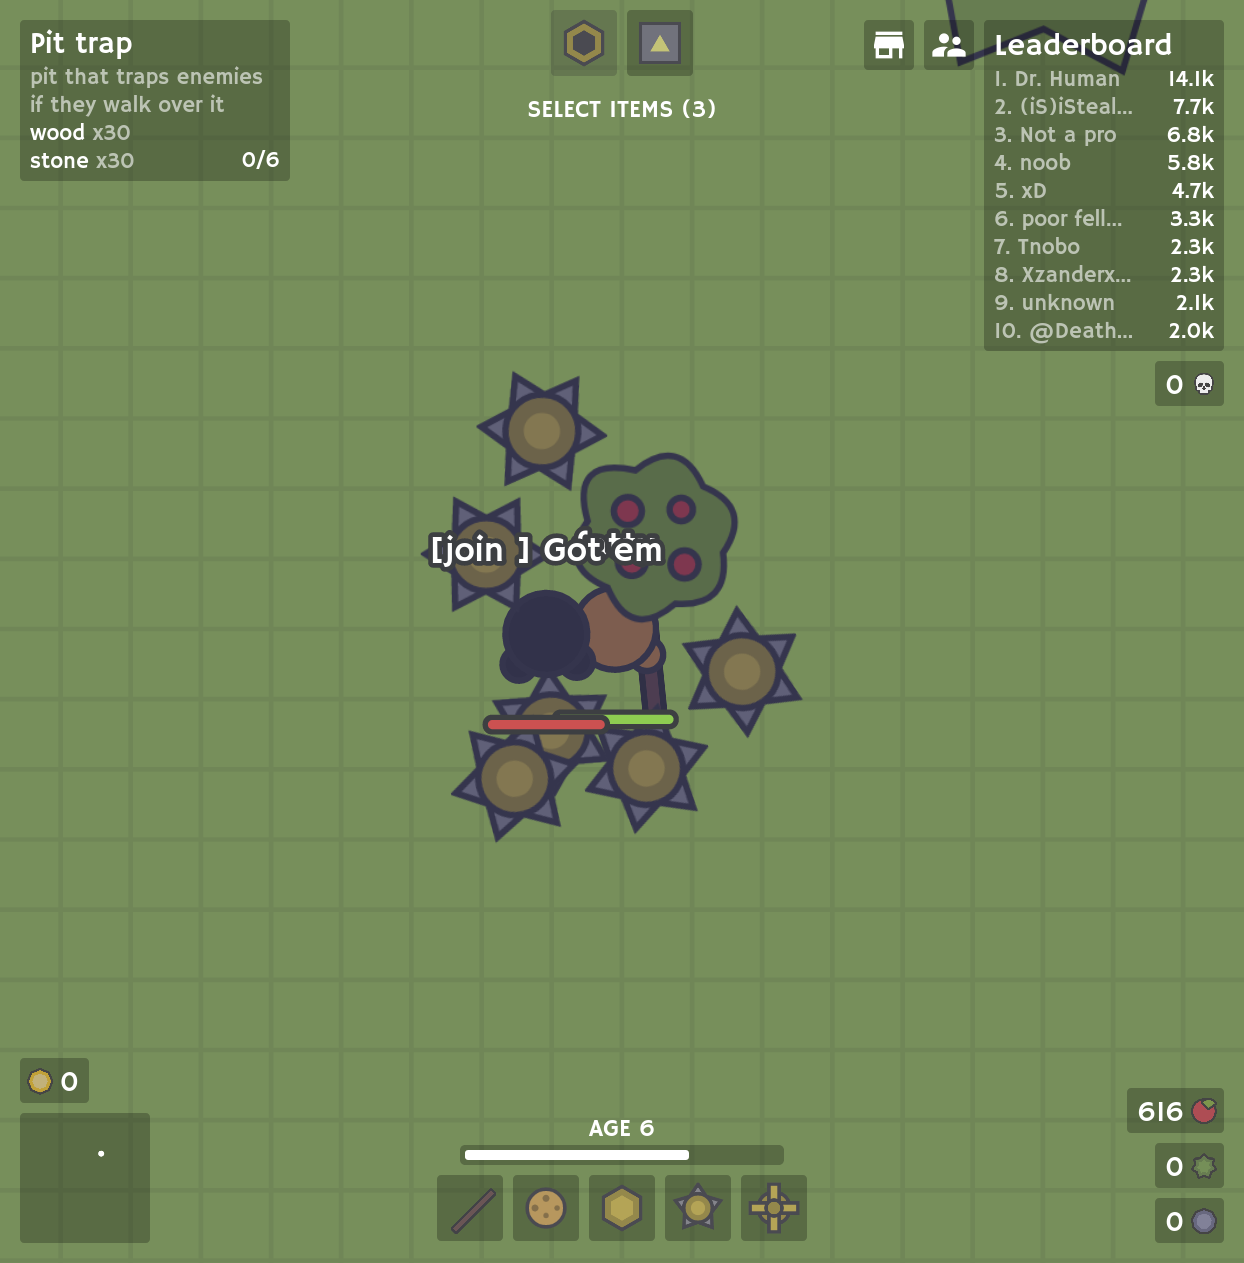 Pit trap
pit that traps enemies
if they walk over it
wood x30
stone x30 0/6
SELECT ITEMS (3)
Leaderboard
1. Dr. Human 14.1k
2. (iS)iSteal... 7.7k
3. Not a pro 6.8k
4. noob 5.8k
5. xD 4.7k
6. poor fell... 3.3k
7. Tnobo 2.3k
8. Xzanderx... 2.3k
9. unknown 2.1k
10. @Death... 2.0k
0
[join ] Got em
0
AGE 6
616
0
0